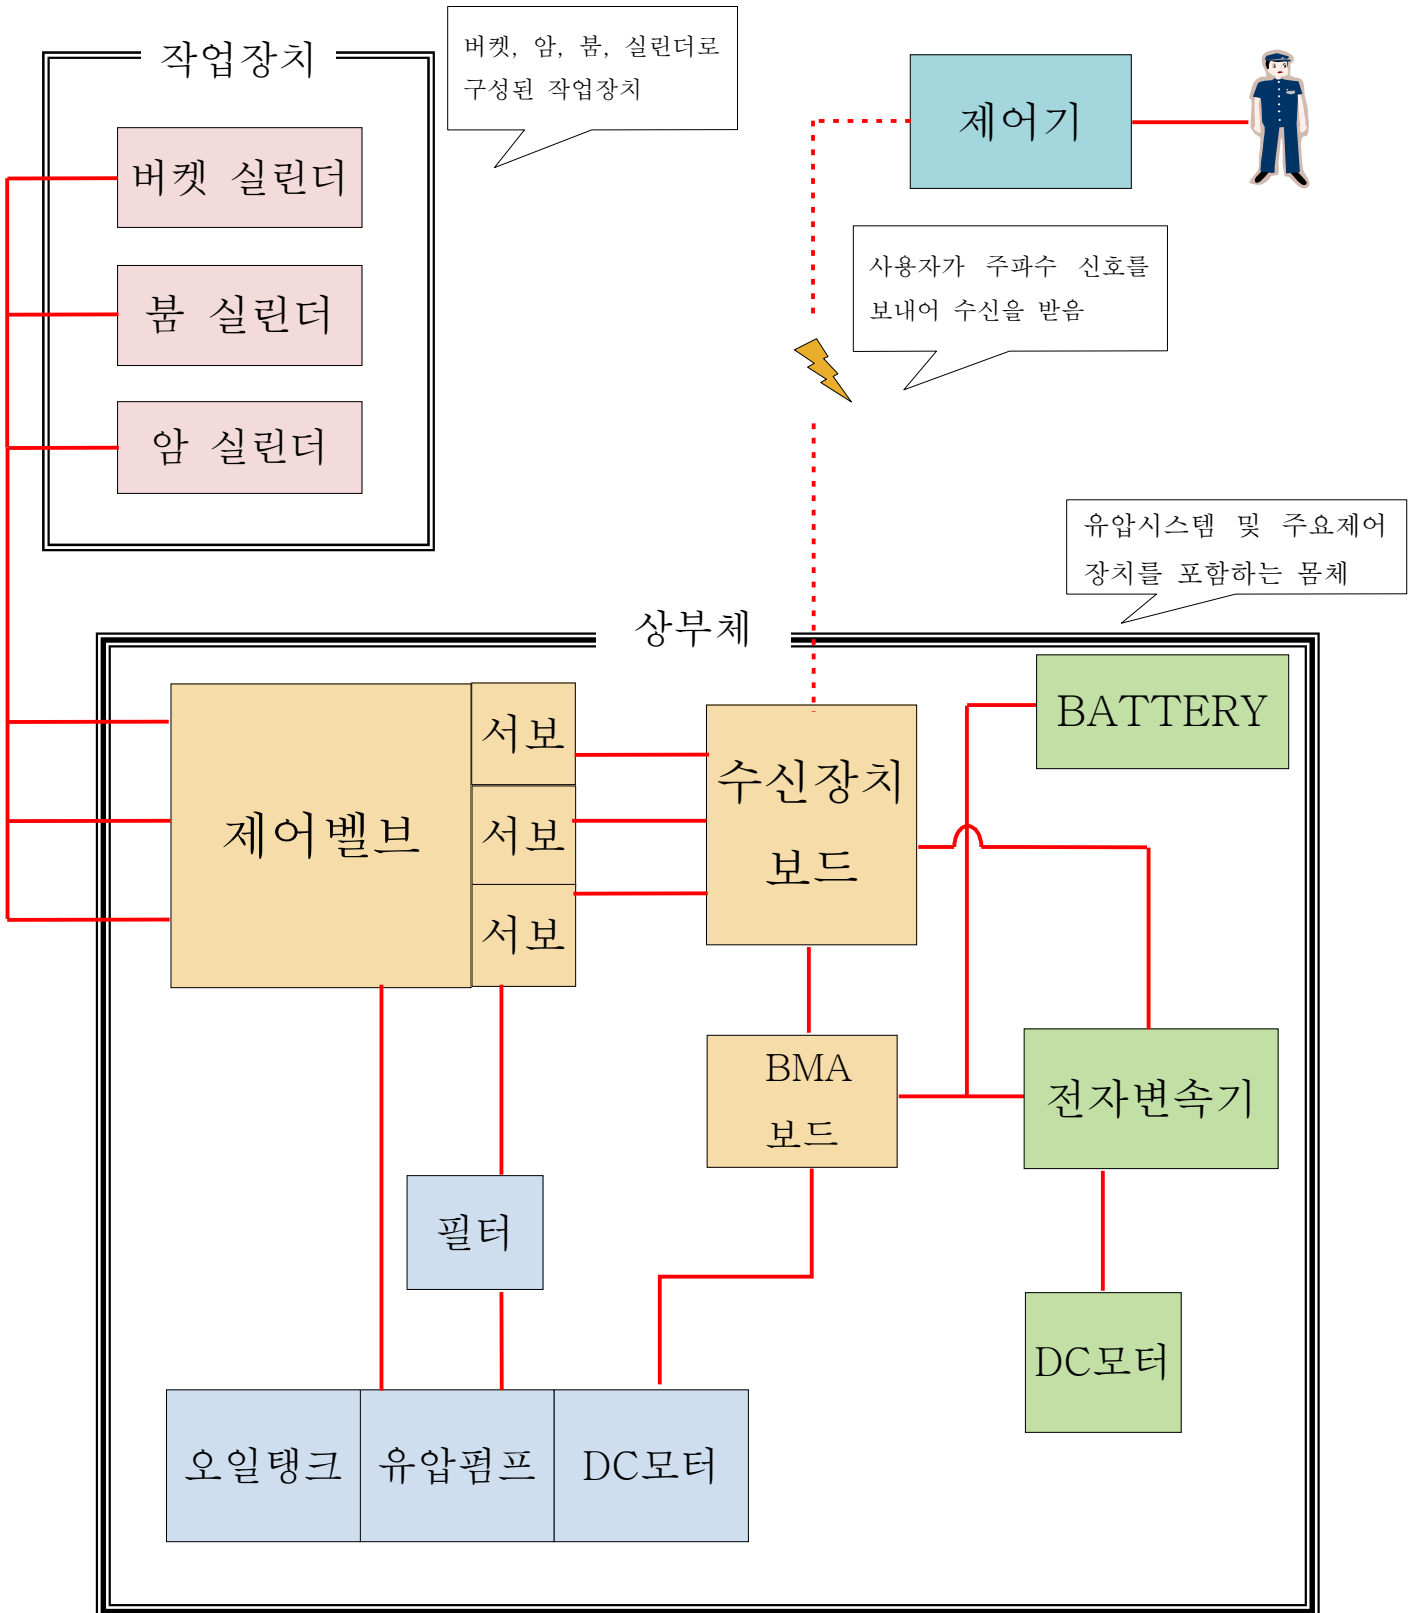 작업장치
버켓, 암, 붐, 실린더로
구성된 작업장치
제어기
버켓 실린더
붐 실린더
암 실린더
사용자가 주파수 신호를
보내어 수신을 받음
유압시스템 및 주요제어
장치를 포함하는 몸체
상부체
BATTERY
서보
서보
서보
제어벨브
수신장치
보드
BMA
보드
전자변속기
필터
DC모터
오일탱크
유압펌프
DC모터